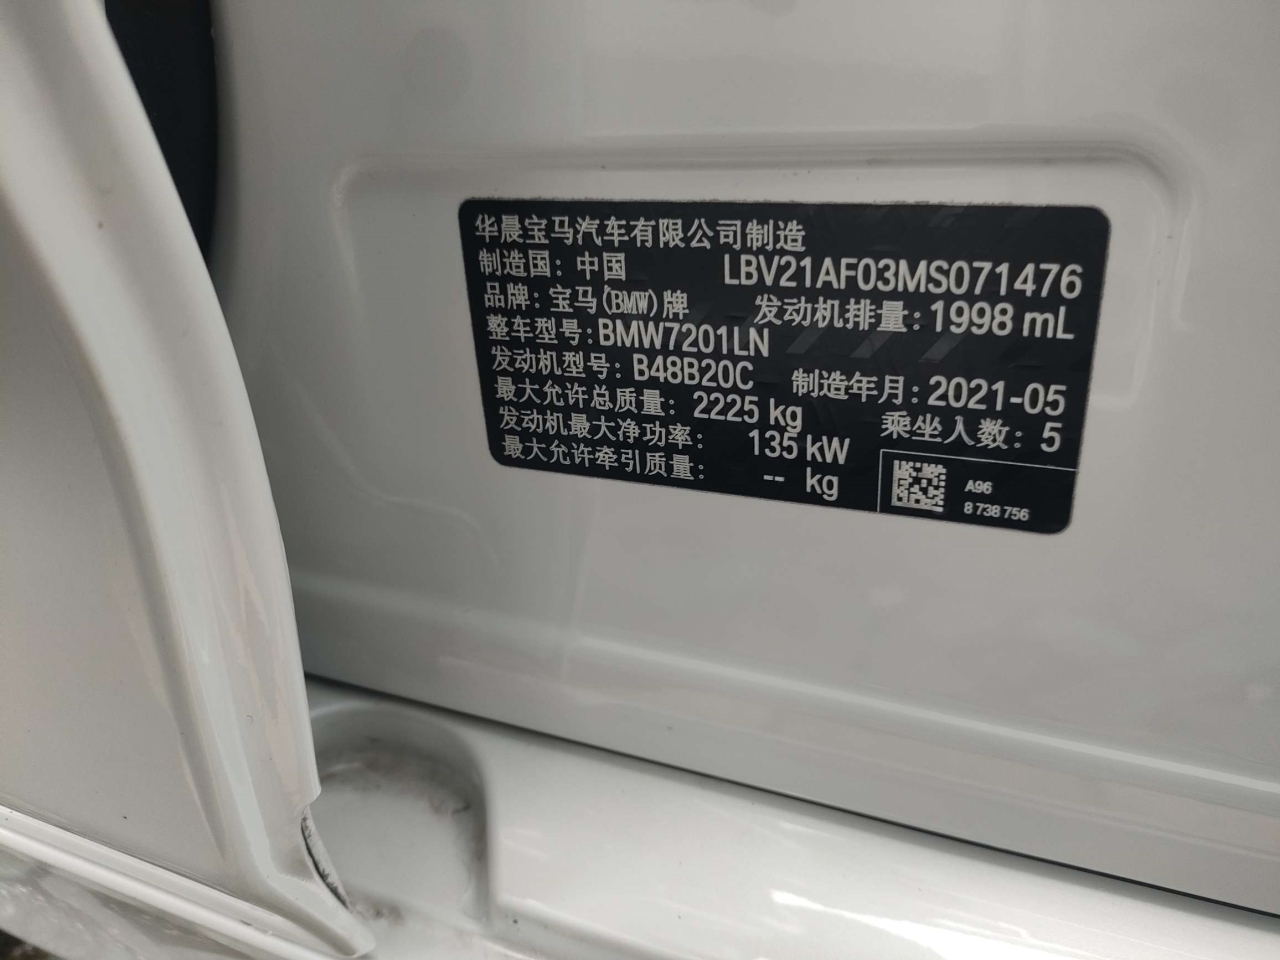 华晨宝马汽车有限公司制造
制造国: 中国 LBV21AF03MS071476
品牌: 宝马(BMW)牌 发动机排量: 1998 mL
整车型号: BMW7201LN
发动机型号: B48B20C 制造年月: 2021-05
最大允许总质量: 2225 kg 乘坐人数: 5
发动机最大净功率: 135 kW
最大允许牵引质量: -- kg
A96
8 738 756